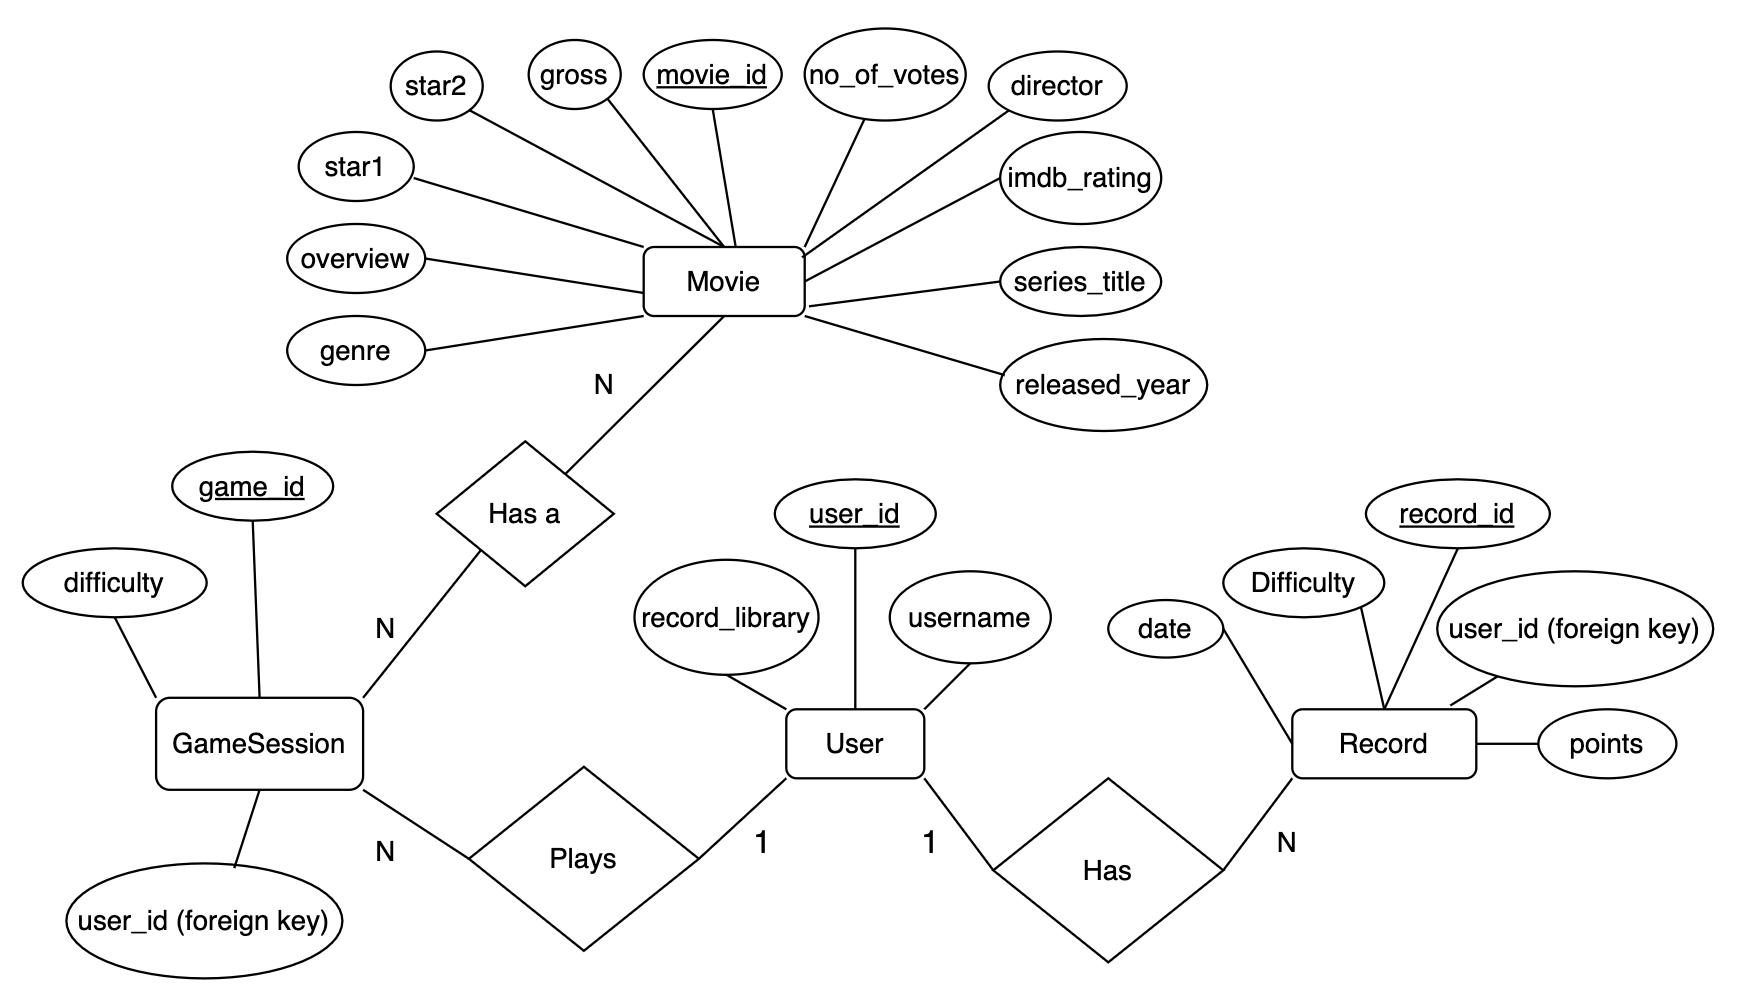 star2
gross
movie_id
no_of_votes
director
star1
imdb_rating
overview
Movie
series_title
genre
released_year
N
game_id
Has a
user_id
record_id
difficulty
Difficulty
record_library
username
date
user_id (foreign key)
N
GameSession
User
Record
points
N
Plays
1
1
Has
N
user_id (foreign key)